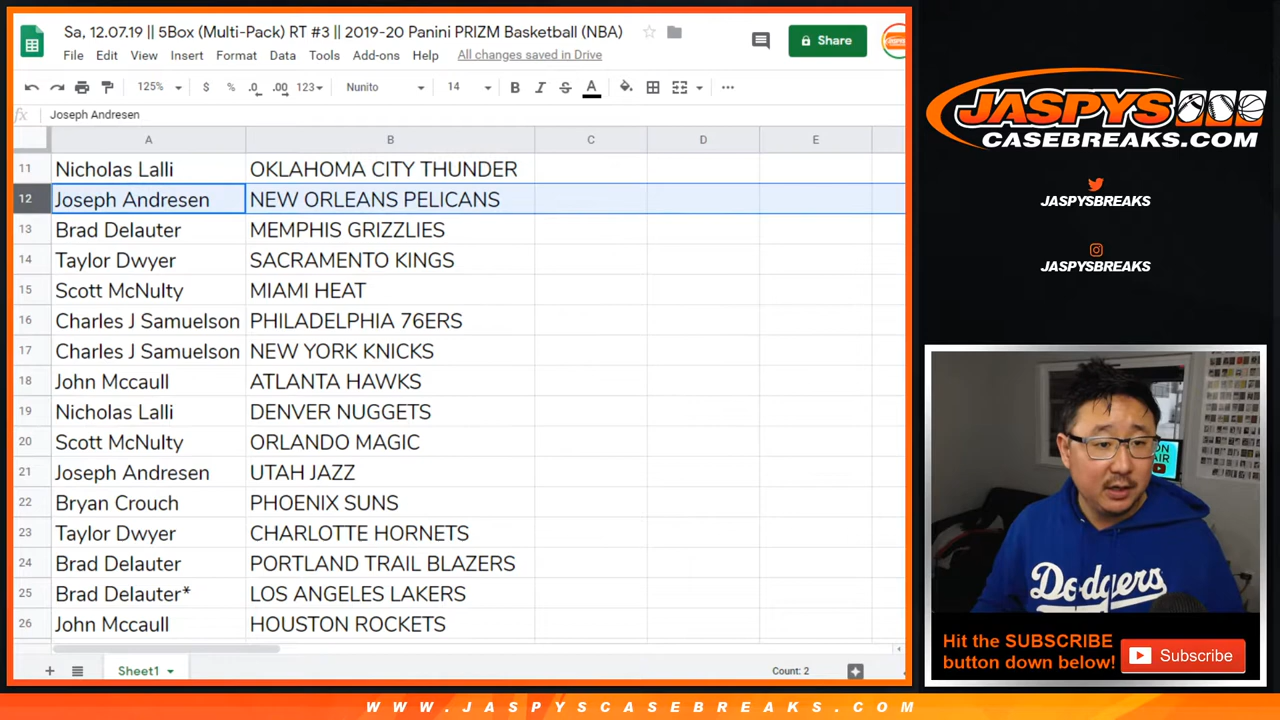 Sa, 12.07.19 || 5Box (Multi-Pack) RT #3 || 2019-20 Panini PRIZM Basketball (NBA)
Share
File Edit View Insert Format Data Tools Add-ons Help All changes saved in Drive
125% $ % .0 .00 123 Nunito 14 B I S A
fx Joseph Andresen
A B C D E
11 Nicholas Lalli OKLAHOMA CITY THUNDER
12 Joseph Andresen NEW ORLEANS PELICANS
13 Brad Delauter MEMPHIS GRIZZLIES
14 Taylor Dwyer SACRAMENTO KINGS
15 Scott McNulty MIAMI HEAT
16 Charles J Samuelson PHILADELPHIA 76ERS
17 Charles J Samuelson NEW YORK KNICKS
18 John Mccaull ATLANTA HAWKS
19 Nicholas Lalli DENVER NUGGETS
20 Scott McNulty ORLANDO MAGIC
21 Joseph Andresen UTAH JAZZ
22 Bryan Crouch PHOENIX SUNS
23 Taylor Dwyer CHARLOTTE HORNETS
24 Brad Delauter PORTLAND TRAIL BLAZERS
25 Brad Delauter* LOS ANGELES LAKERS
26 John Mccaull HOUSTON ROCKETS
Sheet1
Count: 2
JASPYS
CASEBREAKS.COM
JASPYSBREAKS
JASPYSBREAKS
ON
AIR
Dodgers
Hit the SUBSCRIBE
button down below!
Subscribe
WWW.JASPYSCASEBREAKS.COM